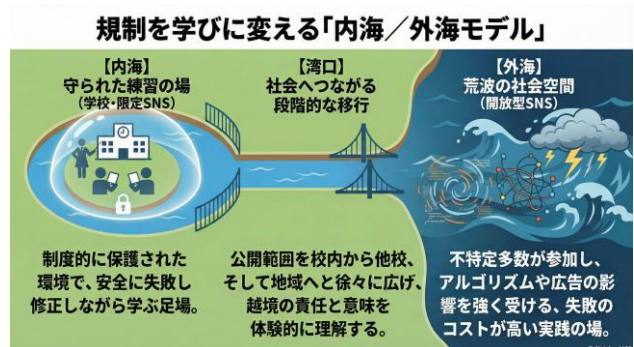 規制を学びに変える「内海／外海モデル」
【内海】
守られた練習の場
（学校・限定SNS）
制度的に保護された
環境で、安全に失敗し
修正しながら学ぶ足場。
【湾口】
社会へつながる
段階的な移行
公開範囲を校内から他校、
そして地域へと徐々に広げ、
越境の責任と意味を
体験的に理解する。
【外海】
荒波の社会空間
（開放型SNS）
不特定多数が参加し、
アルゴリズムや広告の影
響を強く受ける、失敗の
コストが高い実践の場。